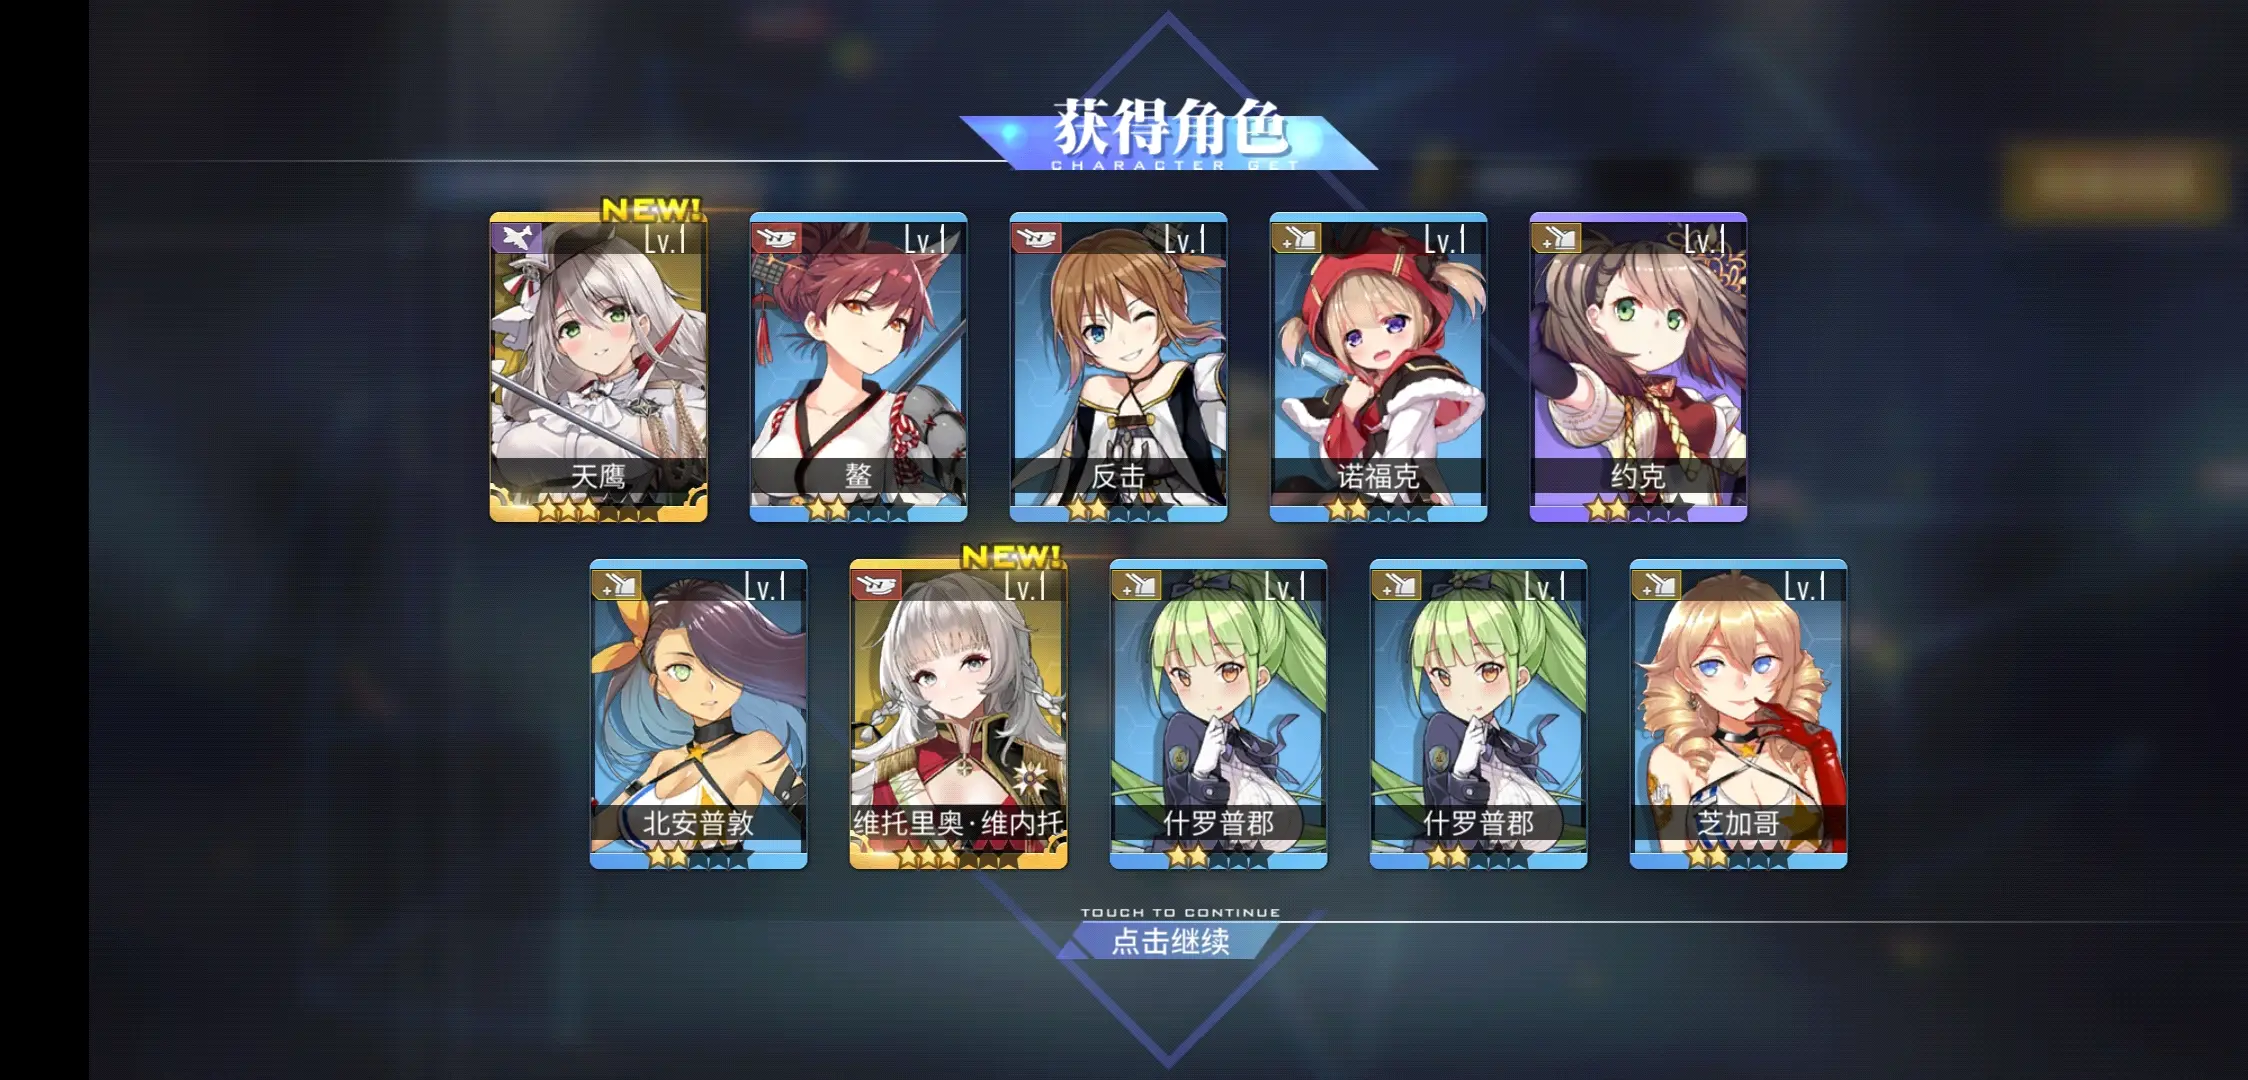 获得角色
CHARACTER GET
NEW!
Lv.1 Lv.1 Lv.1 Lv.1 Lv.1
天鹰 鳌 反击 诺福克 约克
NEW!
Lv.1 Lv.1 Lv.1 Lv.1 Lv.1
北安普敦 维托里奥·维内托 什罗普郡 什罗普郡 芝加哥
TOUCH TO CONTINUE
点击继续